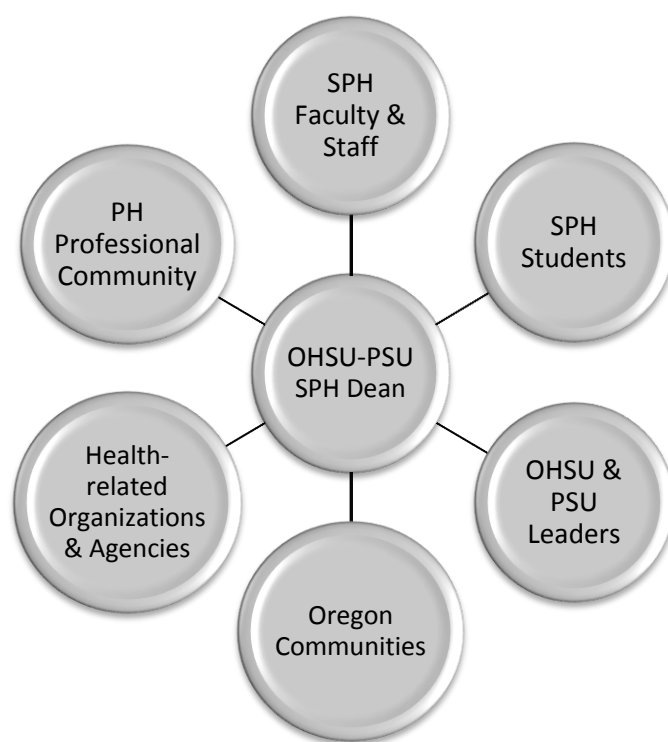 SPH
Faculty &
Staff
PH
Professional
Community
SPH
Students
OHSU-PSU
SPH Dean
Health-
related
Organizations
& Agencies
OHSU &
PSU
Leaders
Oregon
Communities